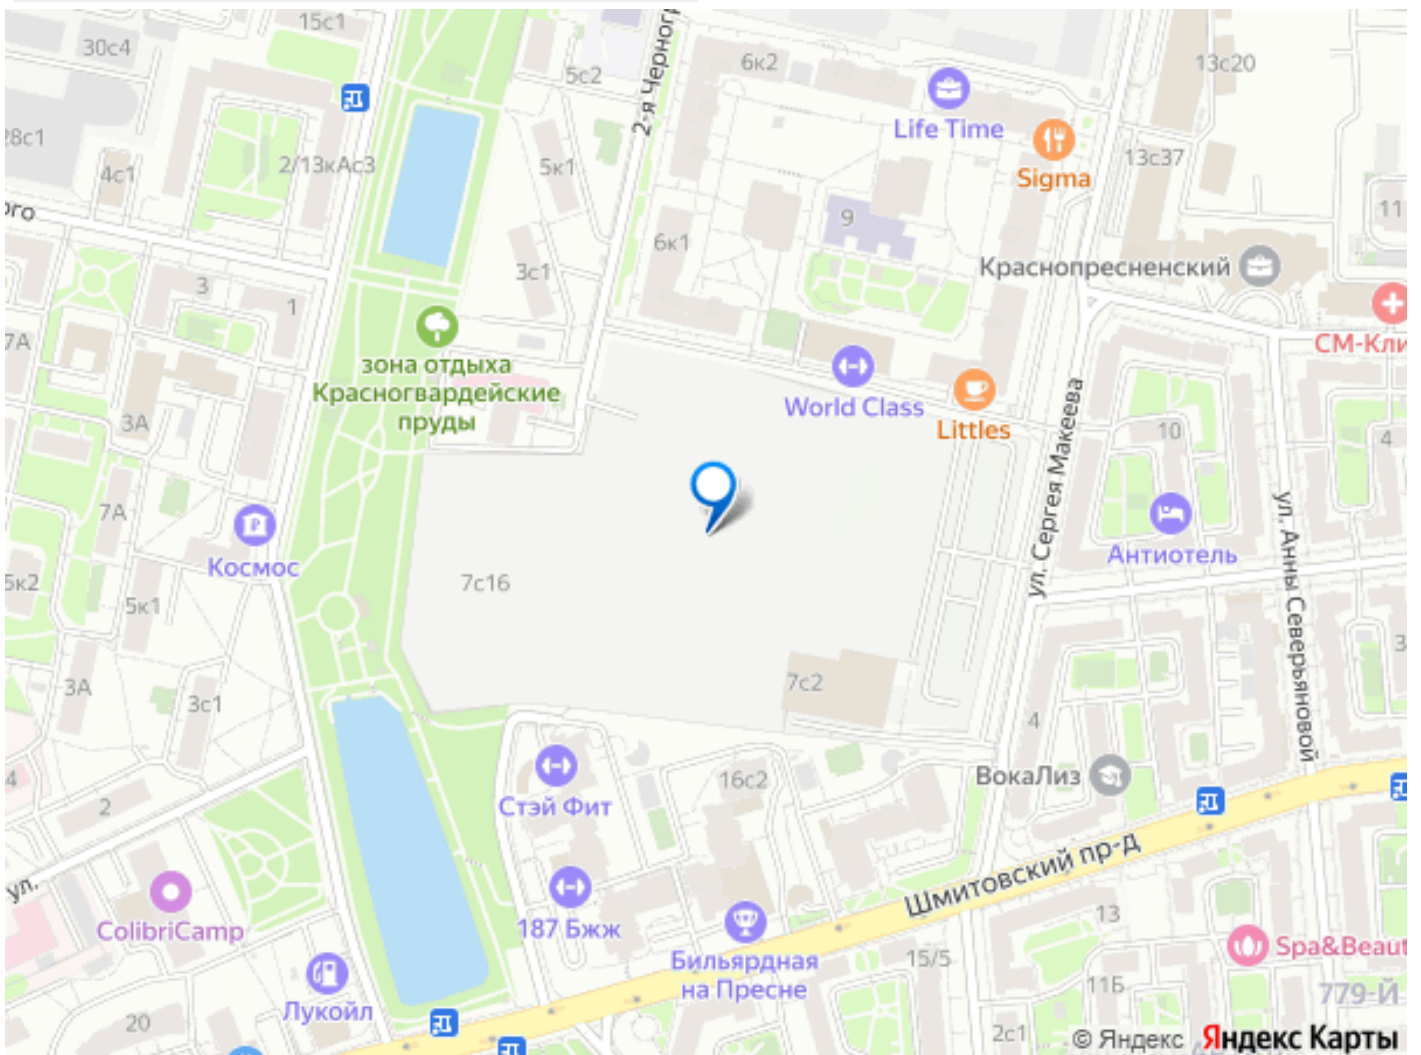 15с1
30с4
5с2
2-я Черногр
6к2
Life Time
13с20
28с1
4с1
2/13кАс3
5к1
Sigma
13с37
ого
3с1
6к1
9
11
Краснопресненский
3
1
7А
зона отдыха
Красногвардейские
пруды
World Class
Littles
СМ-Кли
3А
ул. Сергея Макеева
10
4
7А
Космос
Антиотель
ул. Анны Северьяновой
5к2
5к1
7с16
3А
3с1
7с2
4
3
4
2
Стэй Фит
16с2
ВокаЛиз
ул.
ColibriCamp
187 Бжж
Шмитовский пр-д
13
Бильярдная
на Пресне
15/5
Spa&Beaut
Лукойл
20
11Б
779-Й
2с1
© Яндекс Яндекс Карты